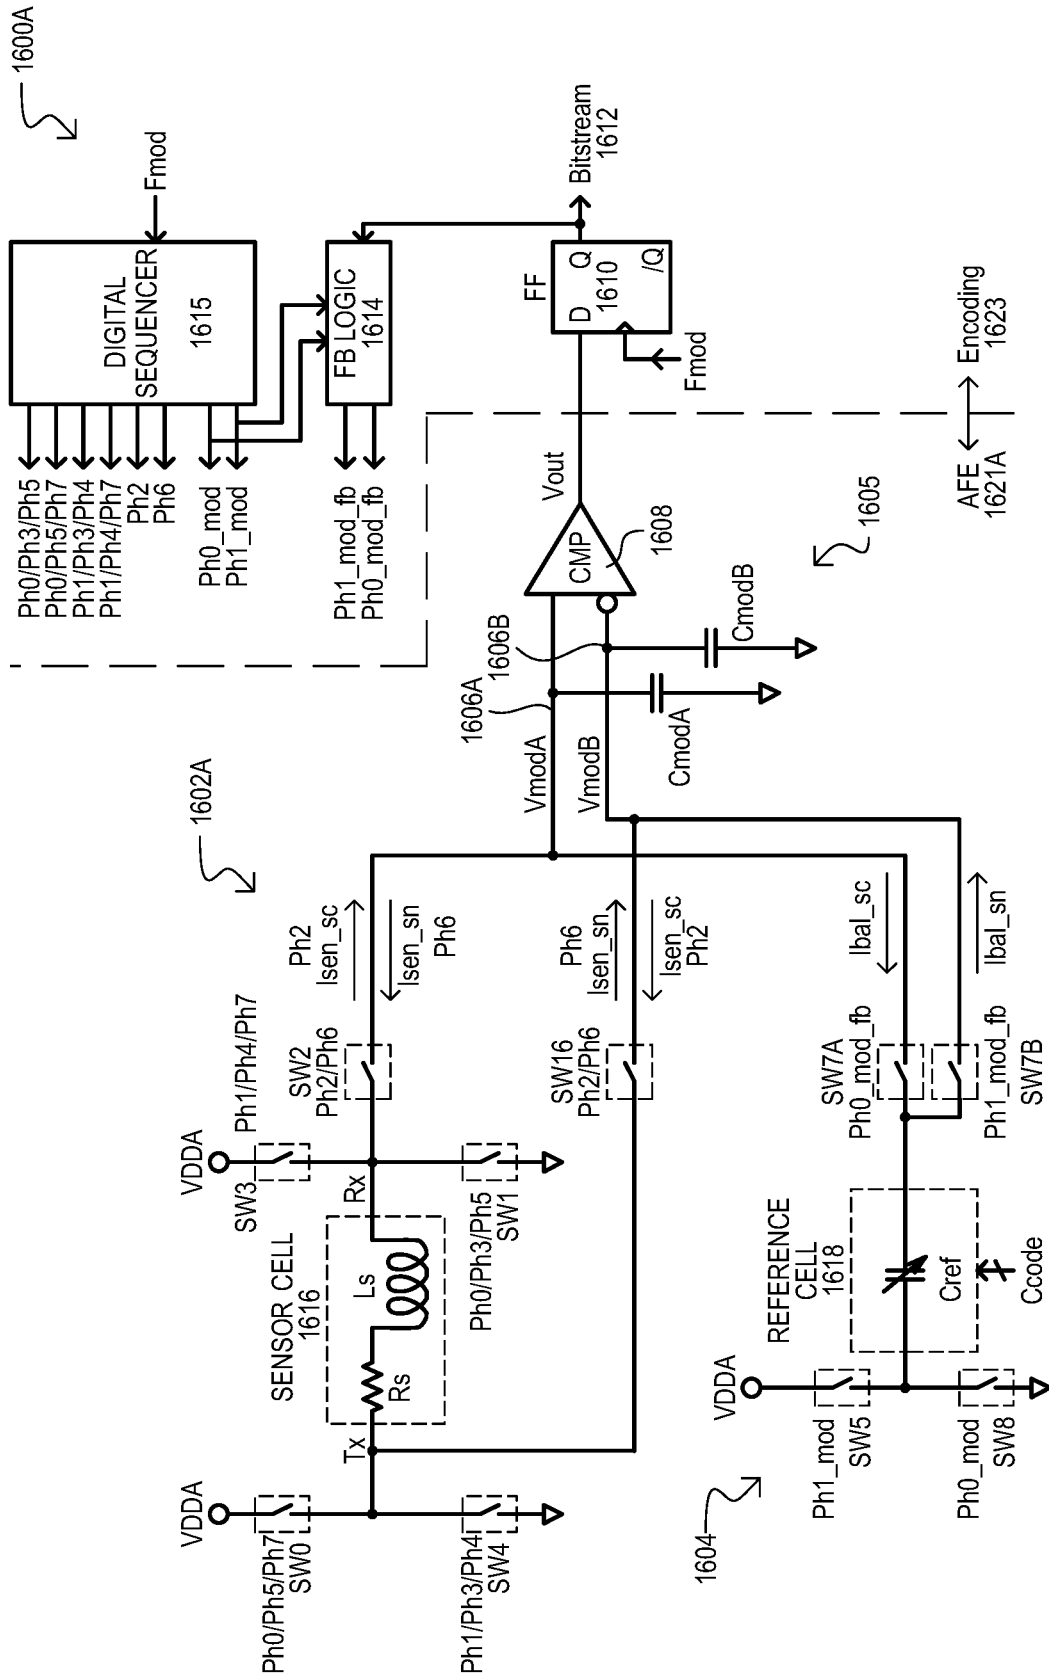 1600A
DIGITAL
SEQUENCER
1615
Fmod
Ph0/Ph3/Ph5
Ph0/Ph5/Ph7
Ph1/Ph3/Ph4
Ph1/Ph4/Ph7
Ph2
Ph6
Ph0_mod
Ph1_mod
FB LOGIC
1614
Ph1_mod_fb
Ph0_mod_fb
Bitstream
1612
FF
D
Q
1610
/Q
Fmod
Encoding
1623
AFE
1621A
1605
Vout
CMP
1608
1606A
1606B
VmodA
VmodB
CmodA
CmodB
1602A
Ph2
Isen_sc
Isen_sn
Ph6
Ph6
Isen_sn
Isen_sc
Ph2
Ibal_sc
Ibal_sn
VDDA
SW3
Ph1/Ph4/Ph7
SW2
Ph2/Ph6
SW16
Ph2/Ph6
Rx
SENSOR CELL
1616
Ls
Rs
Tx
Ph0/Ph3/Ph5
SW1
VDDA
Ph0/Ph5/Ph7
SW0
Ph1/Ph3/Ph4
SW4
SW7A
Ph0_mod_fb
Ph1_mod_fb
SW7B
REFERENCE
CELL
1618
Cref
Ccode
VDDA
Ph1_mod
SW5
Ph0_mod
SW8
1604